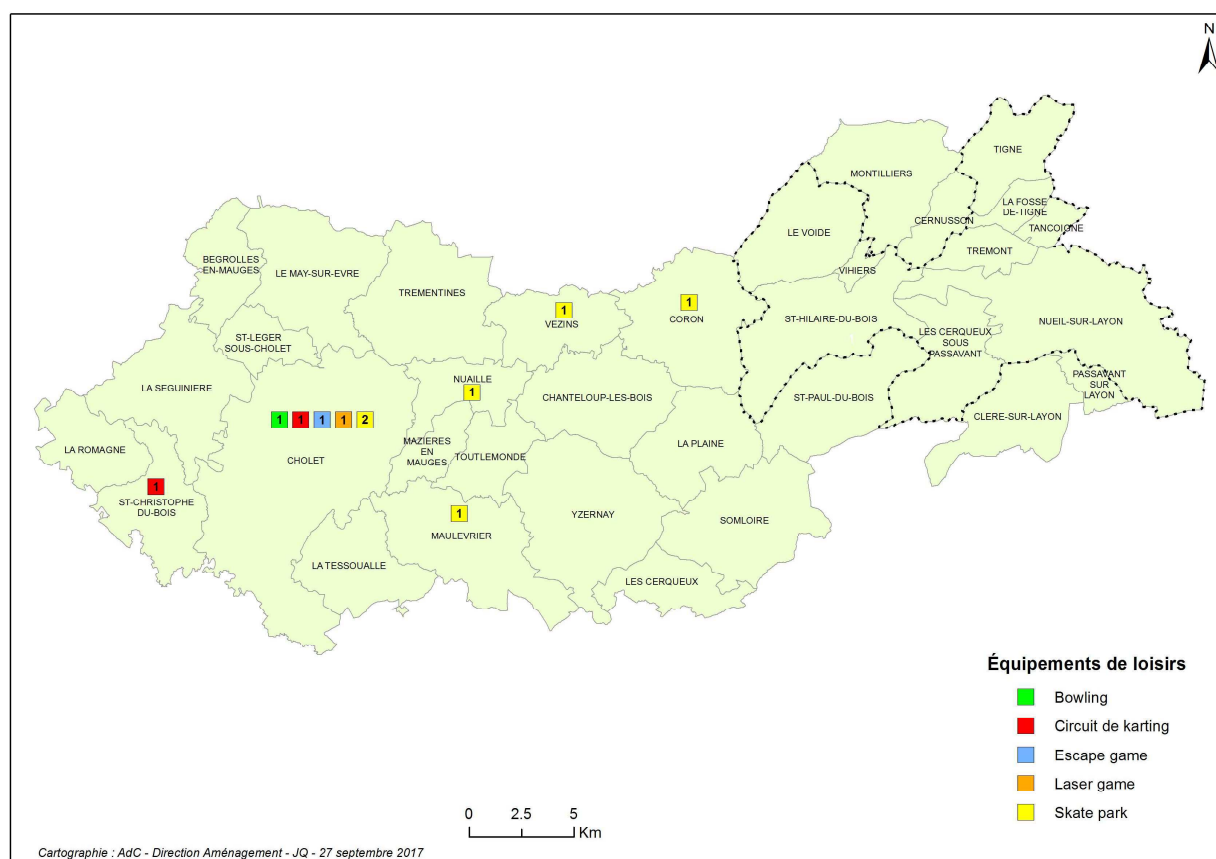 N
TIGNE
MONTILLIERS
LA FOSSE
DE-TIGNE
CERNUSSON
TANCOIGNE
LE VOIDE
TREMONT
BEGROLLES
EN-MAUGES
LE MAY-SUR-EVRE
VIHIERS
TREMENTINES
1
VEZINS
1
CORON
ST-HILAIRE-DU-BOIS
NUEIL-SUR-LAYON
LES CERQUEUX
SOUS
PASSAVANT
ST-LEGER
SOUS-CHOLET
PASSAVANT
SUR
LAYON
LA SEGUINIERE
NUAILLE
1
CHANTELOUP-LES-BOIS
ST-PAUL-DU-BOIS
CLERE-SUR-LAYON
1 1 1 1 2
CHOLET
MAZIERES
EN
MAUGES
TOUTLEMONDE
LA PLAINE
LA ROMAGNE
1
ST-CHRISTOPHE
DU-BOIS
1
MAULEVRIER
YZERNAY
SOMLOIRE
LA TESSOUALLE
LES CERQUEUX
Équipements de loisirs
Bowling
Circuit de karting
Escape game
Laser game
Skate park
0 2.5 5
Km
Cartographie : AdC - Direction Aménagement - JQ - 27 septembre 2017